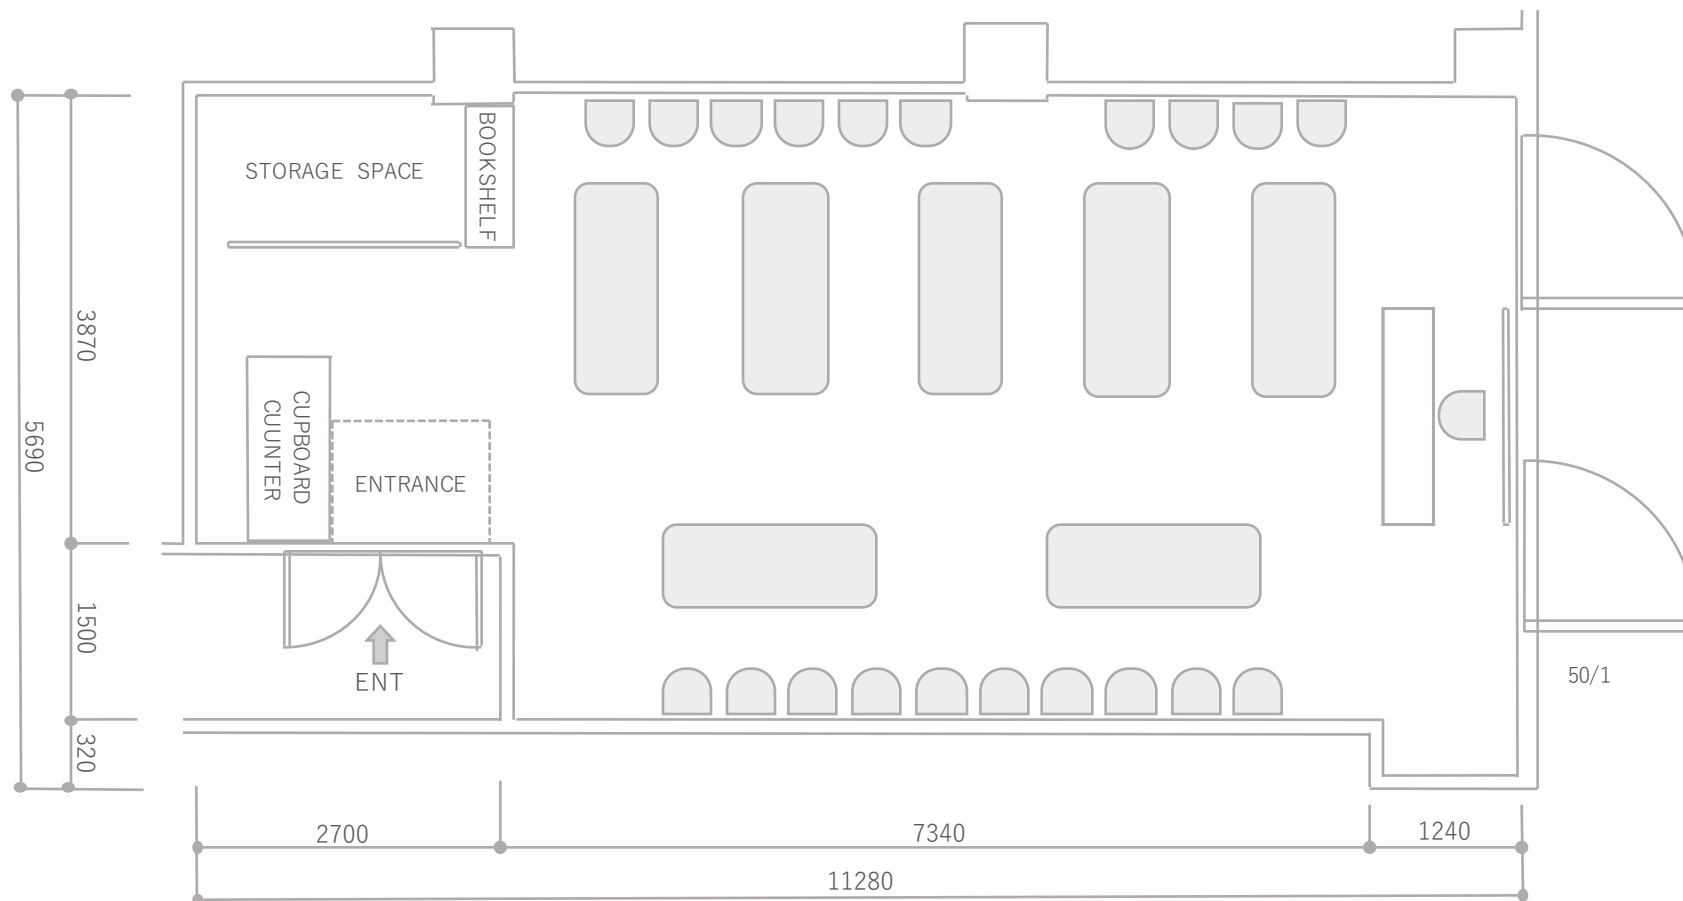 STORAGE SPACE
BOOKSHELF
CUPBOARD
CUUNTER
ENTRANCE
ENT
3870
5690
1500
320
50/1
2700
7340
1240
11280